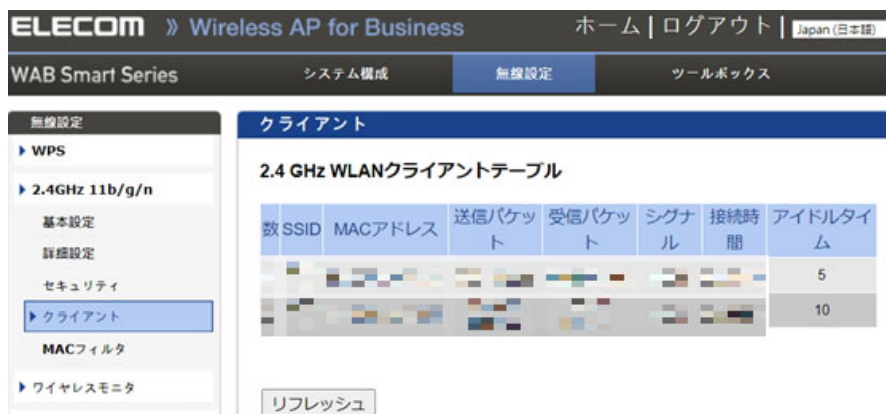 ELECOM » Wireless AP for Business ホーム | ログアウト | Japan (日本語)
WAB Smart Series システム構成 無線設定 ツールボックス
無線設定
クライアント
WPS
2.4 GHz WLANクライアントテーブル
2.4GHz 11b/g/n
基本設定
詳細設定
セキュリティ
クライアント
MACフィルタ
ワイヤレスモニタ
数 SSID MACアドレス 送信パケット 受信パケット シグナル 接続時間 アイドルタイム
5
10
リフレッシュ